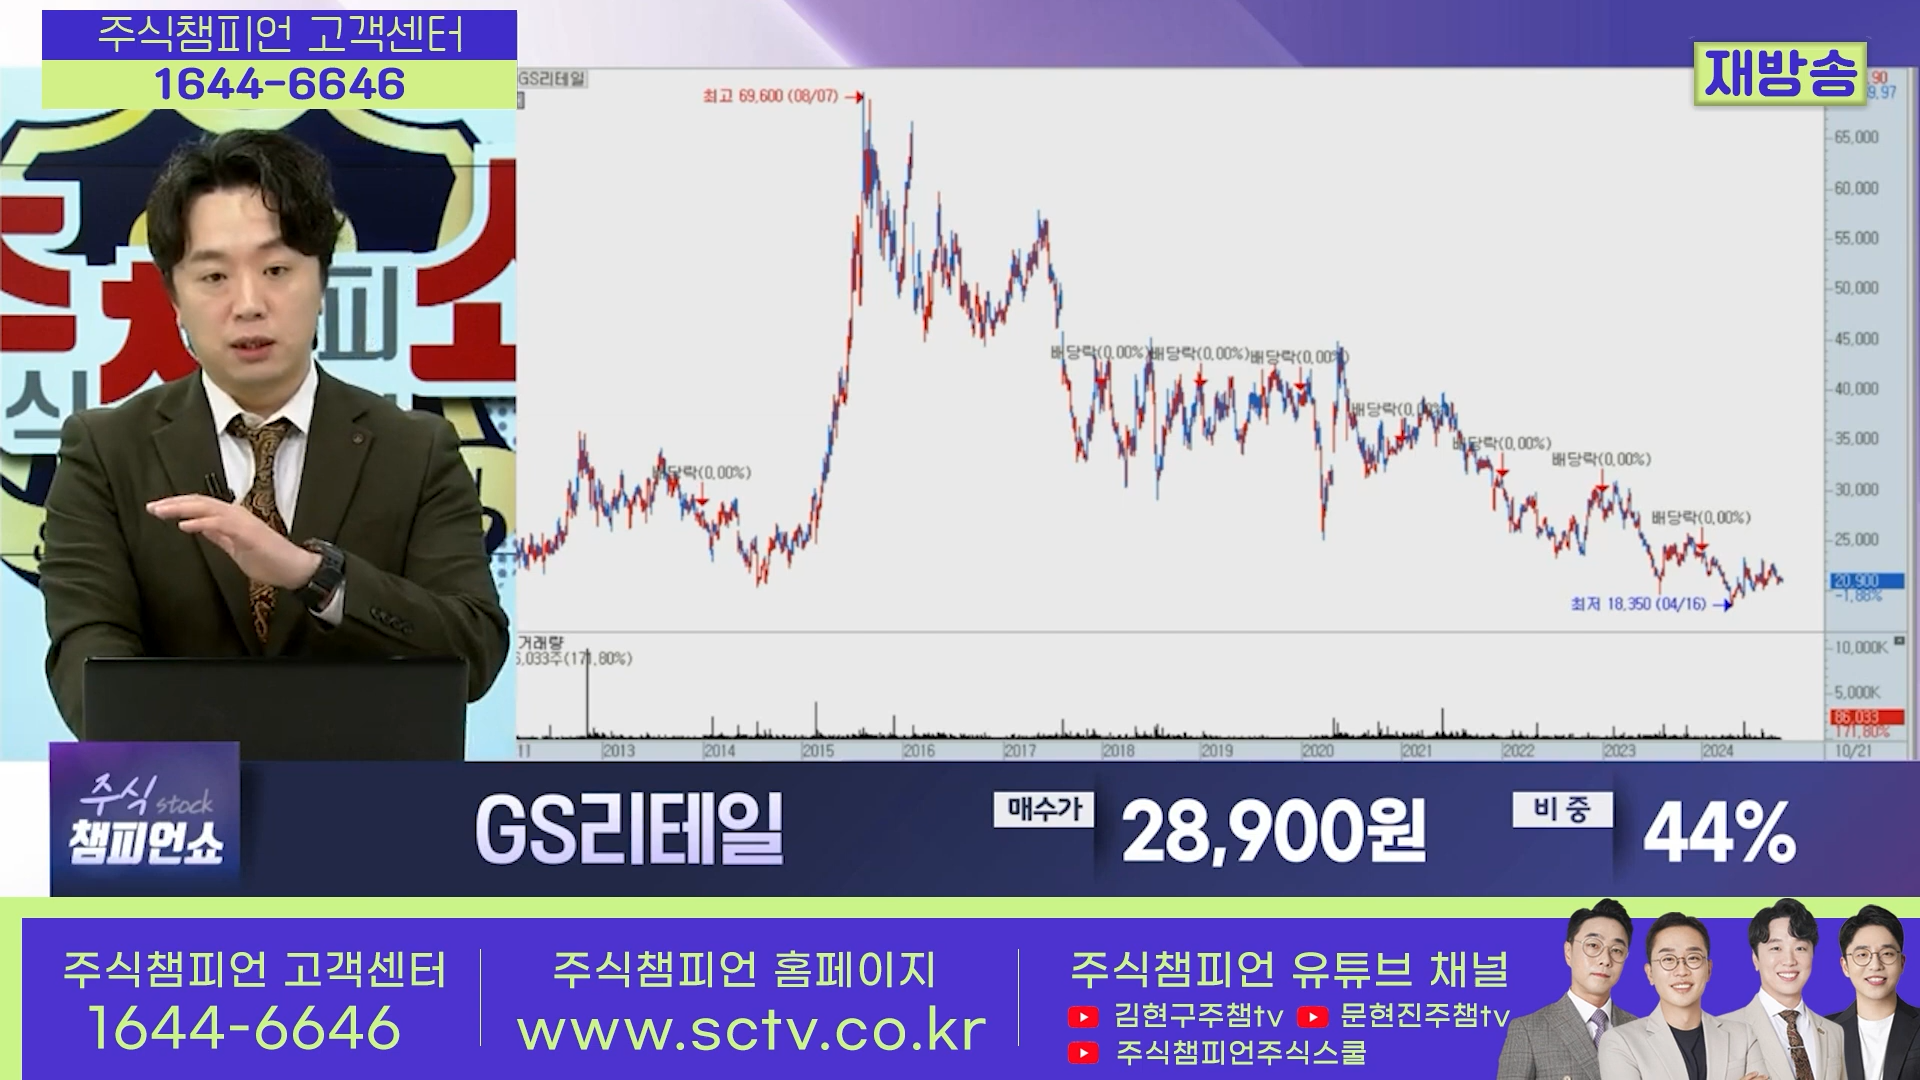 주식챔피언 고객센터
1644-6646
재방송
GS리테일
최고 69,600 (08/07)
65,000
60,000
55,000
50,000
45,000
40,000
35,000
30,000
25,000
20,900
-1.88%
배당락(0.00%)
배당락(0.00%)
배당락(0.00%)
배당락(0.00%)
배당락(0.00%)
배당락(0.00%)
배당락(0.00%)
배당락(0.00%)
최저 18,350 (04/16)
거래량
6,033주(171.80%)
10,000K
5,000K
86,033
171.80%
11 2013 2014 2015 2016 2017 2018 2019 2020 2021 2022 2023 2024 10/21
주식 stock
챔피언쇼
GS리테일
매수가
28,900원
비중
44%
주식챔피언 고객센터
1644-6646
주식챔피언 홈페이지
www.sctv.co.kr
주식챔피언 유튜브 채널
김현구주챔tv 문현진주챔tv
주식챔피언주식스쿨